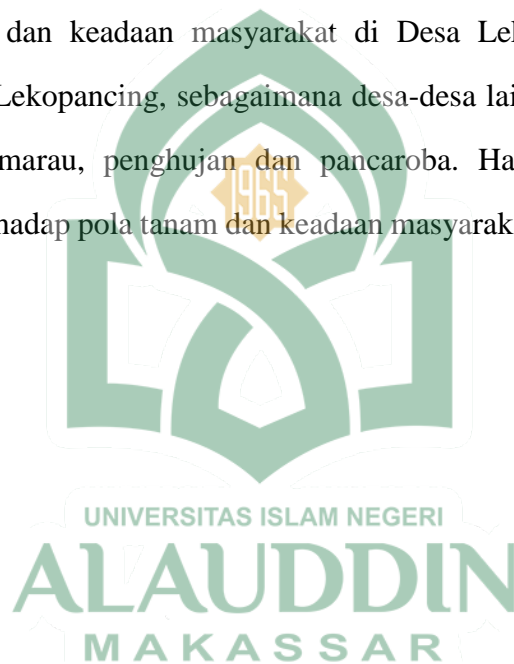 dan keadaan masyarakat di Desa Lek
Lekopancing, sebagaimana desa-desa lai
marau, penghujan dan pancaroba. Ha
hadap pola tanam dan keadaan masyarak
1965
UNIVERSITAS ISLAM NEGERI
ALAUDDIN
MAKASSAR